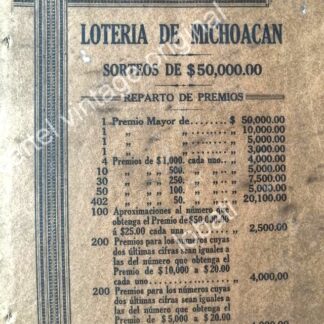 LOTERIA DE MICHOACAN
SORTEOS DE $50,000.00
REPARTO DE PREMIOS
1 Premio Mayor de........ $ 50,000.00
1 " " " 10,000.00
1 " " " 5,000.00
1 " " " 3,000.00
4 Premios de $1,000. cada uno.. 4,000.00
10 " " 500. " " 5,000.00
30 " " 250. " " 7,500.00
50 " " 100. " " 5,000.00
402 " " 50. " " 20,100.00
100 Aproximaciones al número que
obtenga el Premio de $50,000.00
á $25.00 cada uno 2,500.00
200 Premios para los números cuyas
dos últimas cifras sean iguales a
las del número que obtenga el
Premio de $10,000 a $20.00
cada uno 4,000,00
200 Premios para los números cuyas
dos últimas cifras sean iguales a
las del número que obtenga el
Premio de $5,000 a $20.00